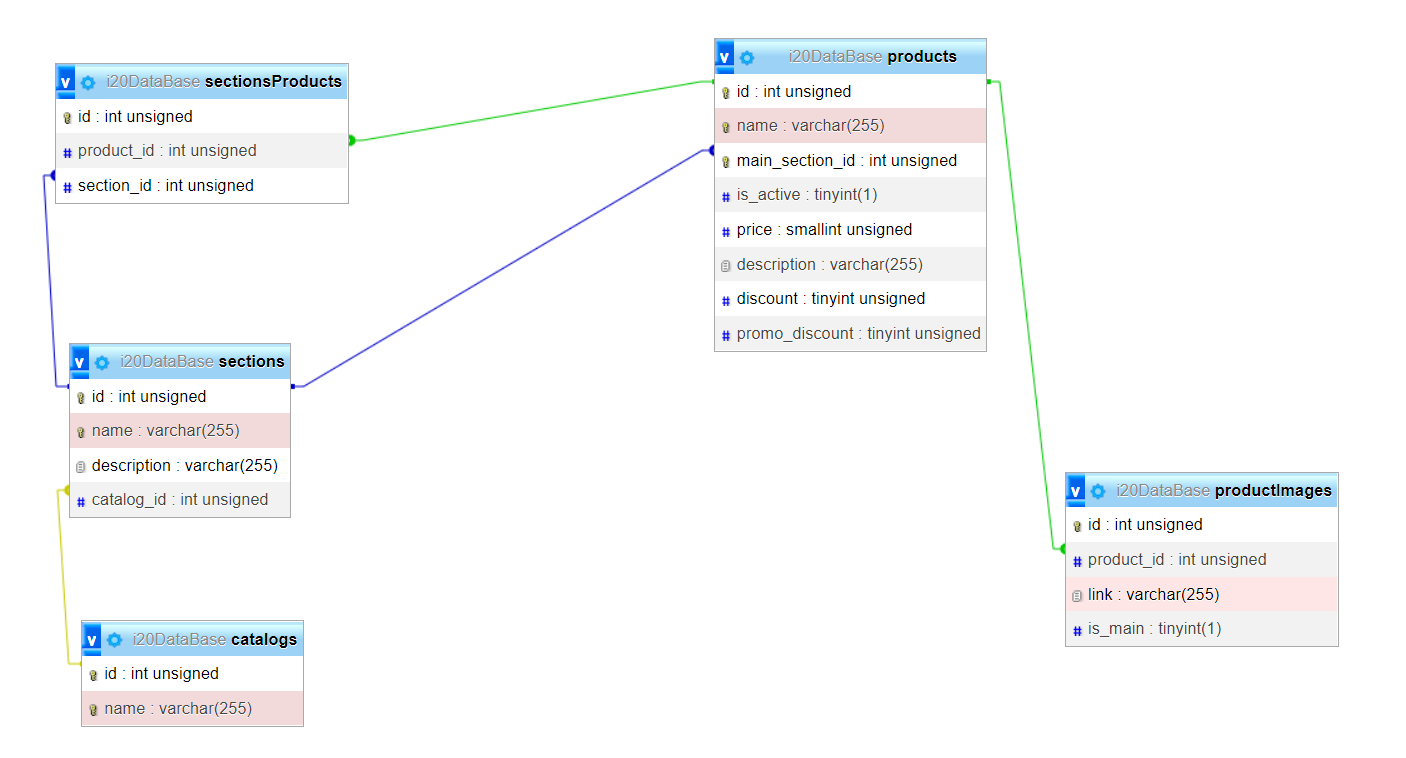 v i20DataBase sectionsProducts
id : int unsigned
# product_id : int unsigned
# section_id : int unsigned
v i20DataBase products
id : int unsigned
name : varchar(255)
main_section_id : int unsigned
# is_active : tinyint(1)
# price : smallint unsigned
description : varchar(255)
# discount : tinyint unsigned
# promo_discount : tinyint unsigned
v i20DataBase sections
id : int unsigned
name : varchar(255)
description : varchar(255)
# catalog_id : int unsigned
v i20DataBase productImages
id : int unsigned
# product_id : int unsigned
link : varchar(255)
# is_main : tinyint(1)
v i20DataBase catalogs
id : int unsigned
name : varchar(255)